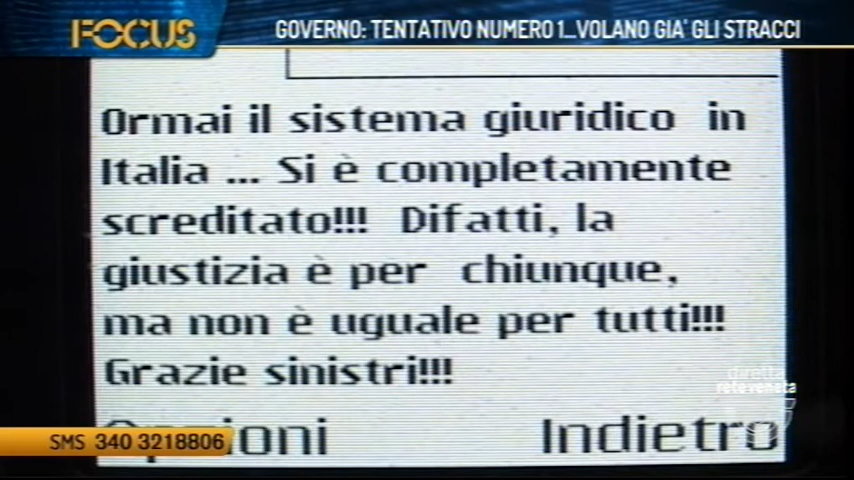 FOCUS
GOVERNO: TENTATIVO NUMERO 1...VOLANO GIA' GLI STRACCI
Ormai il sistema giuridico in
Italia ... Si è completamente
screditato!!! Difatti, la
giustizia è per chiunque,
ma non è uguale per tutti!!!
Grazie sinistri!!!
diretta
reteveneta
Opzioni Indietro
SMS 340 3218806